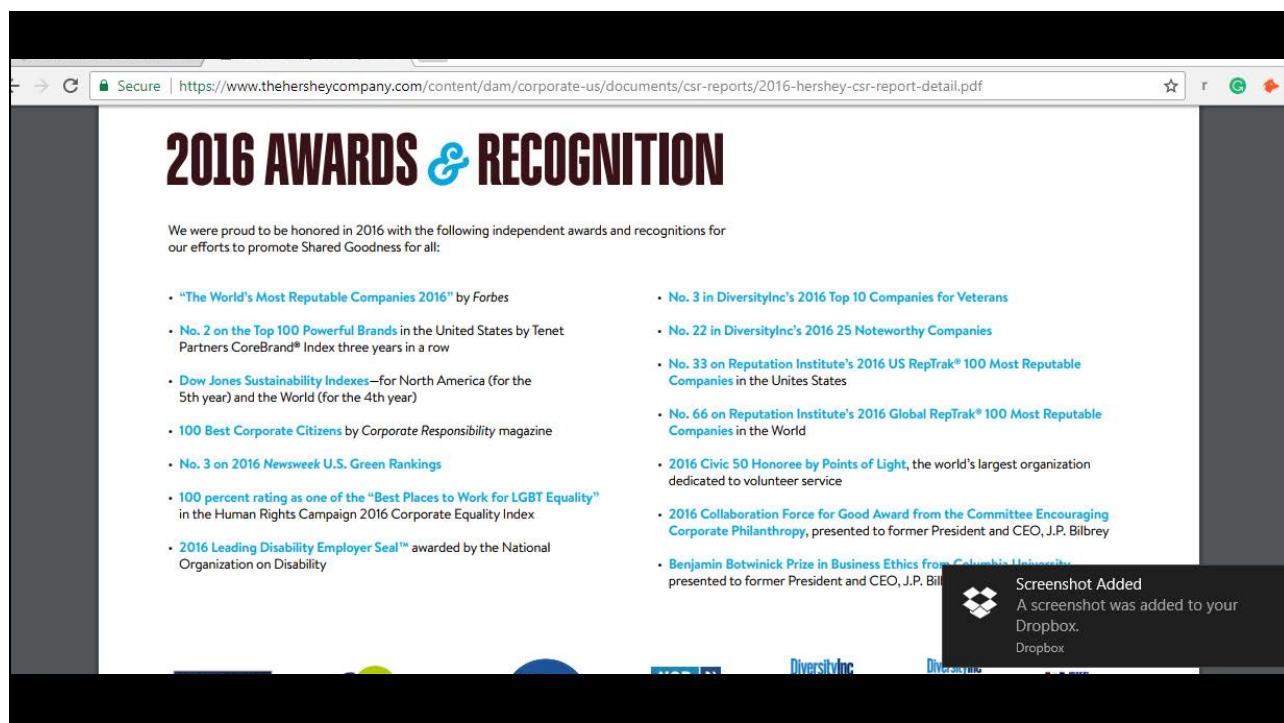 Secure | https://www.thehersheycompany.com/content/dam/corporate-us/documents/csr-reports/2016-hershey-csr-report-detail.pdf
2016 AWARDS & RECOGNITION
We were proud to be honored in 2016 with the following independent awards and recognitions for
our efforts to promote Shared Goodness for all:
• "The World's Most Reputable Companies 2016" by Forbes
• No. 2 on the Top 100 Powerful Brands in the United States by Tenet
Partners CoreBrand® Index three years in a row
• Dow Jones Sustainability Indexes—for North America (for the
5th year) and the World (for the 4th year)
• 100 Best Corporate Citizens by Corporate Responsibility magazine
• No. 3 on 2016 Newsweek U.S. Green Rankings
• 100 percent rating as one of the "Best Places to Work for LGBT Equality"
in the Human Rights Campaign 2016 Corporate Equality Index
• 2016 Leading Disability Employer Seal™ awarded by the National
Organization on Disability
• No. 3 in DiversityInc's 2016 Top 10 Companies for Veterans
• No. 22 in DiversityInc's 2016 25 Noteworthy Companies
• No. 33 on Reputation Institute's 2016 US RepTrak® 100 Most Reputable
Companies in the Unites States
• No. 66 on Reputation Institute's 2016 Global RepTrak® 100 Most Reputable
Companies in the World
• 2016 Civic 50 Honoree by Points of Light, the world's largest organization
dedicated to volunteer service
• 2016 Collaboration Force for Good Award from the Committee Encouraging
Corporate Philanthropy, presented to former President and CEO, J.P. Bilbrey
• Benjamin Botwinick Prize in Business Ethics from Columbia University
presented to former President and CEO, J.P. Bil
Screenshot Added
A screenshot was added to your
Dropbox.
Dropbox
DiversityInc
DiversityInc